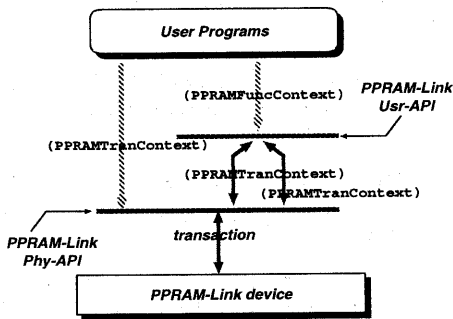 User Programs
(PPRAMFuncContext)
PPRAM-Link
Usr-API
(PPRAMTranContext)
(PPRAMTranContext)
(PPRAMTranContext)
PPRAM-Link
Phy-API
transaction
PPRAM-Link device